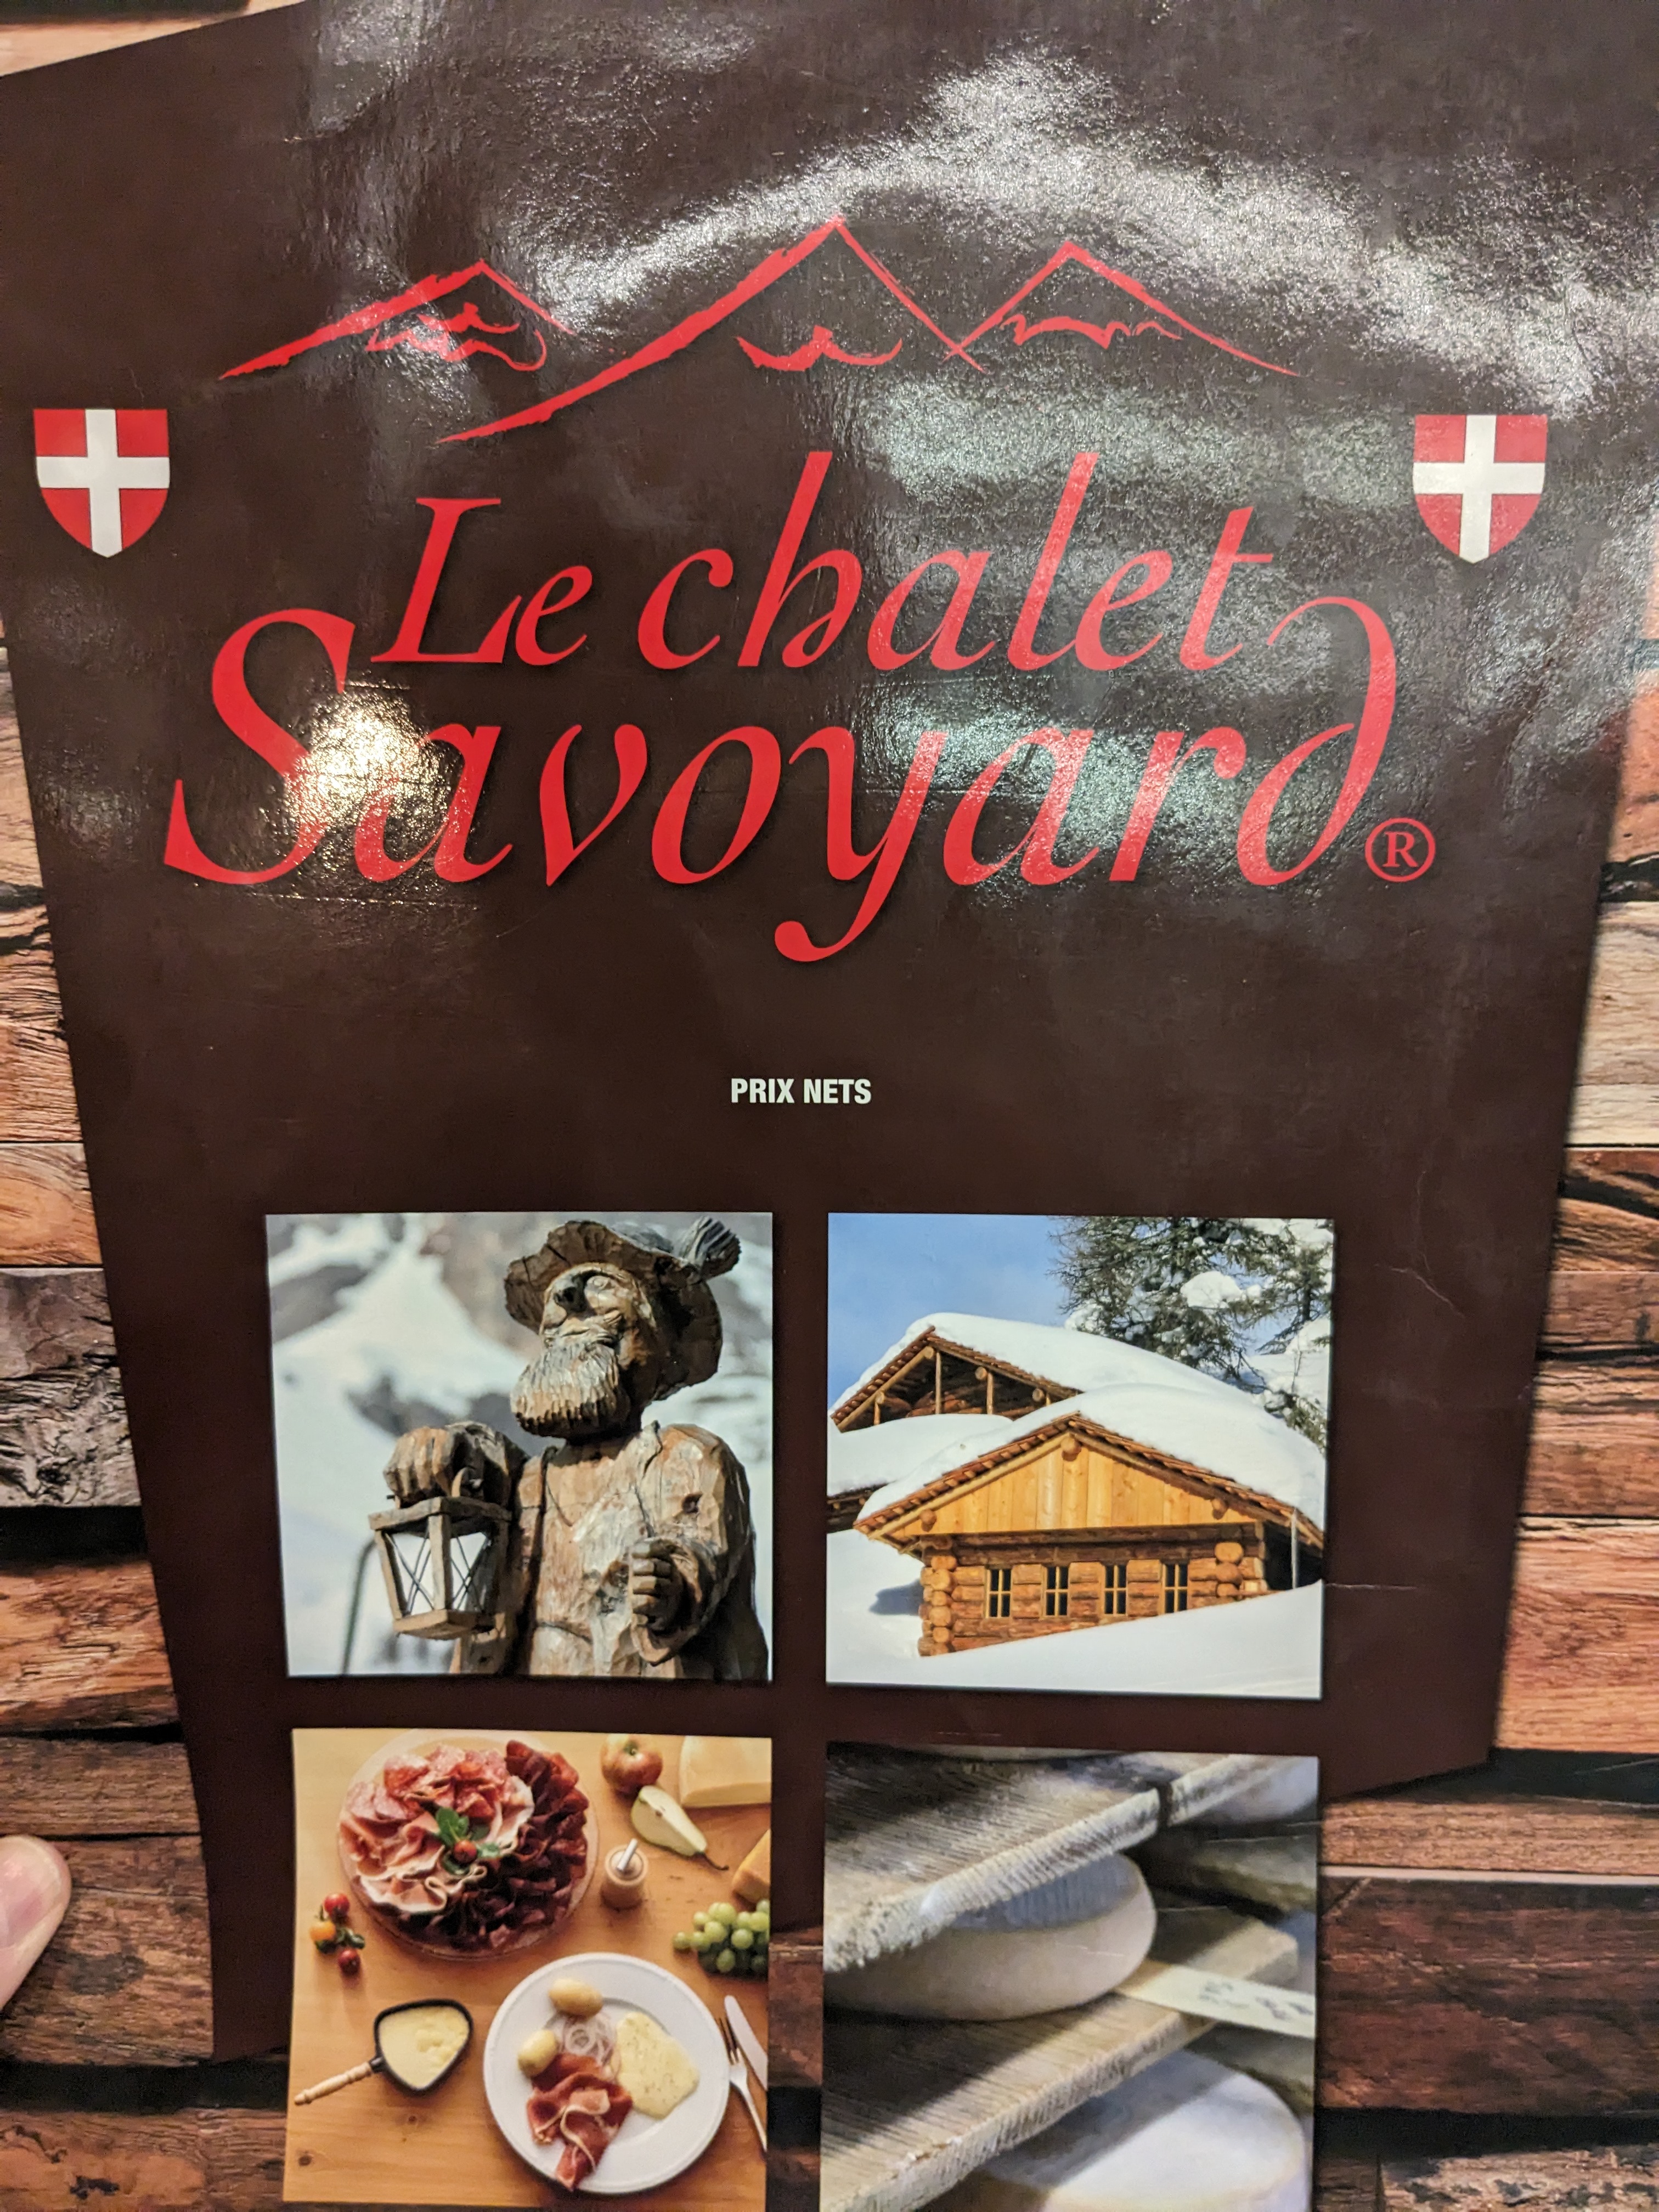 Le chalet
Savoyard®
PRIX NETS